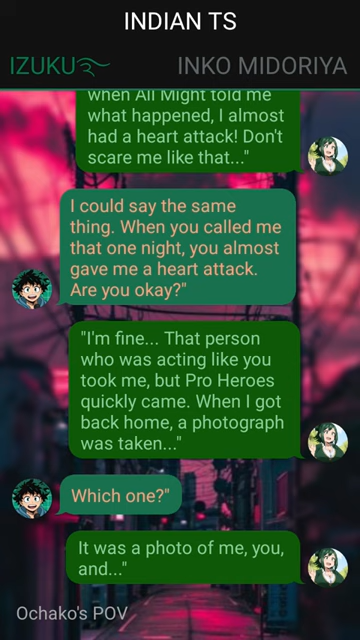 INDIAN TS
IZUKU INKO MIDORIYA
when All Might told me
what happened, I almost
had a heart attack! Don't
scare me like that..."
I could say the same
thing. When you called me
that one night, you almost
gave me a heart attack.
Are you okay?"
"I'm fine... That person
who was acting like you
took me, but Pro Heroes
quickly came. When I got
back home, a photograph
was taken..."
Which one?"
It was a photo of me, you,
and..."
Ochako's POV